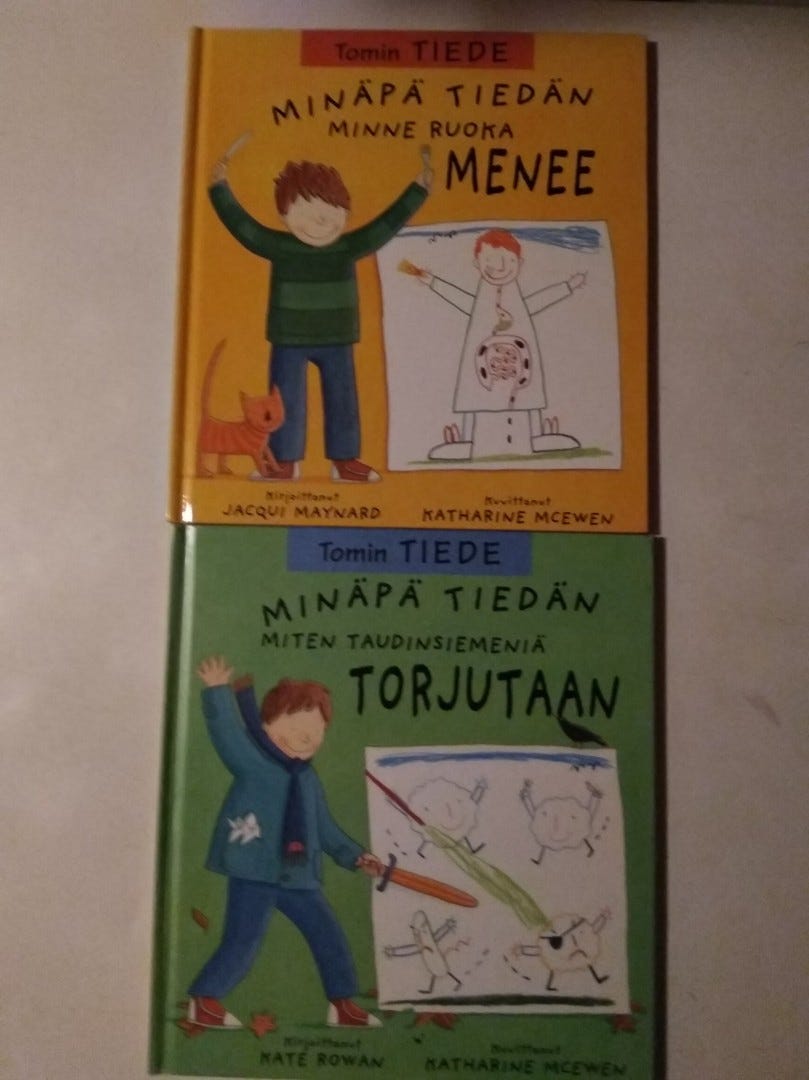 Tomin TIEDE
MINÄPÄ TIEDÄN
MINNE RUOKA
MENEE
Kirjoittanut
JACQUI MAYNARD
Kuvittanut
KATHARINE MCEWEN
Tomin TIEDE
MINÄPÄ TIEDÄN
MITEN TAUDINSIEMENIÄ
TORJUTAAN
Kirjoittanut
KATE ROWAN
Kuvittanut
KATHARINE MCEWEN